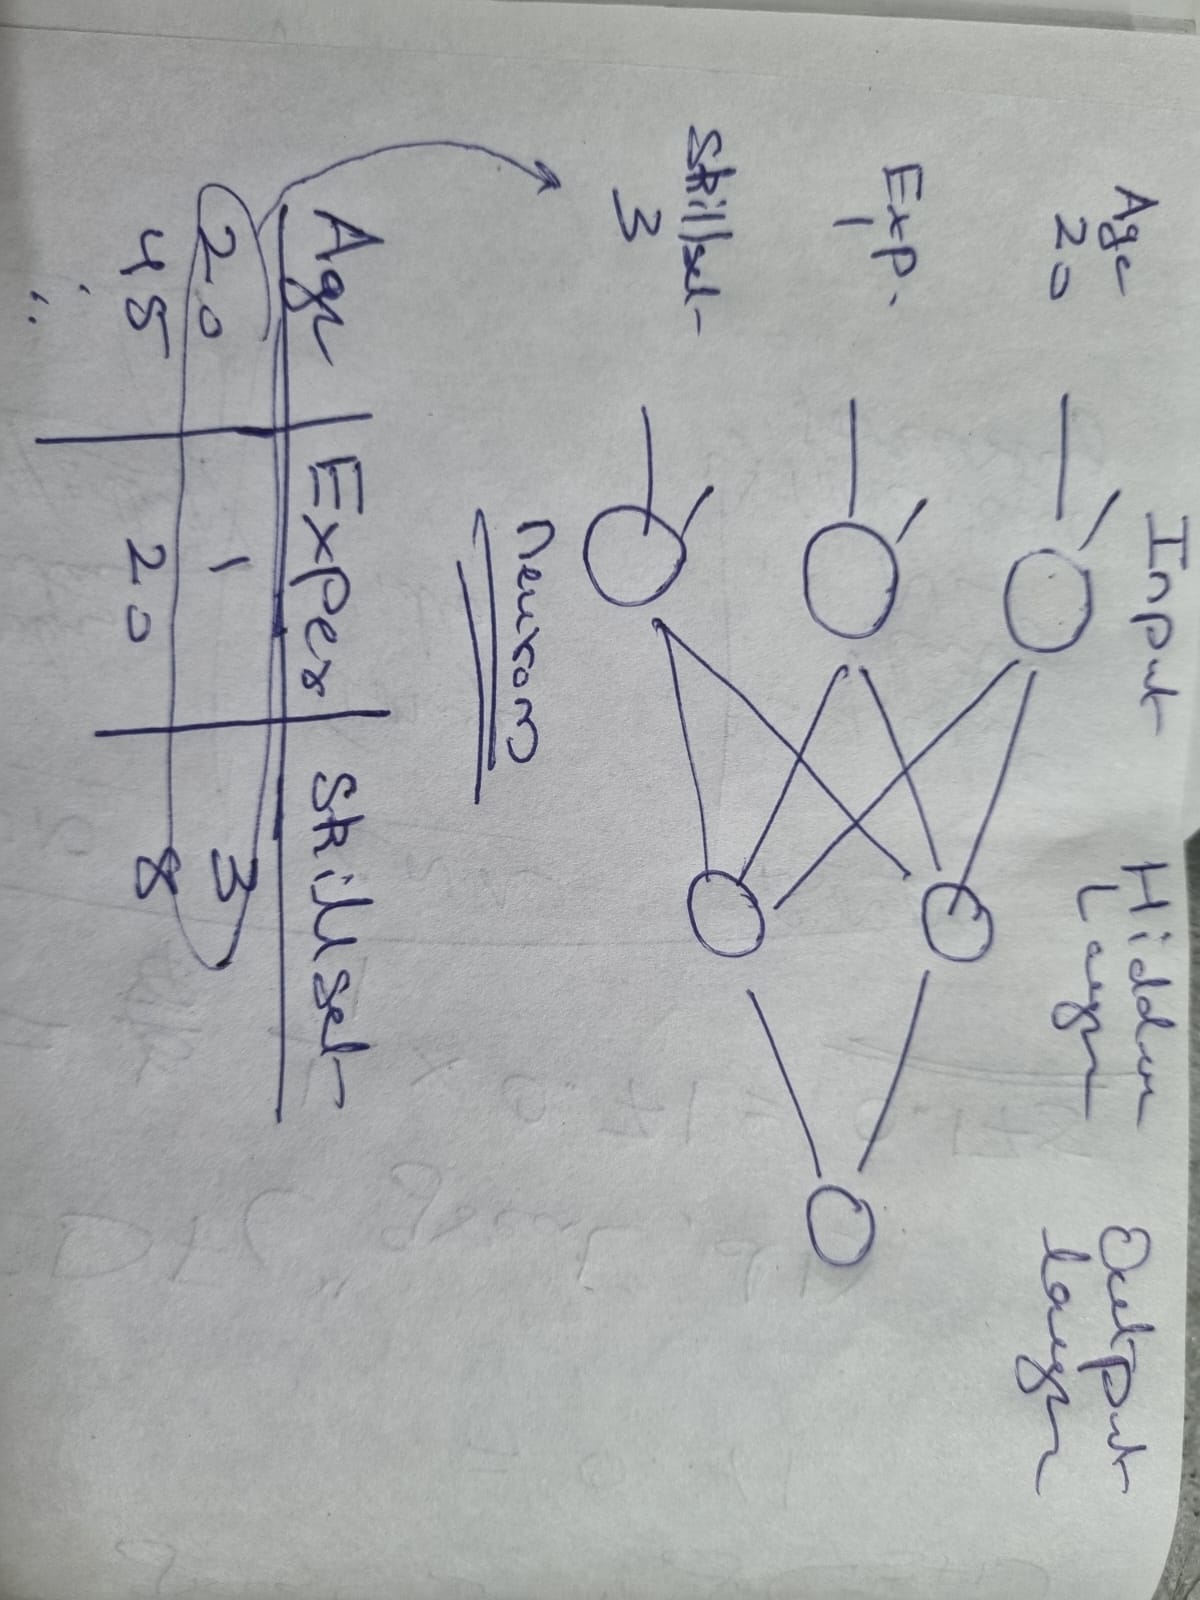 Input Hidden Output
Layer layer
Age
20
Exp.
1
Skillset
3
neurons
Age Exper Skillset
20 1 3
45 20 8